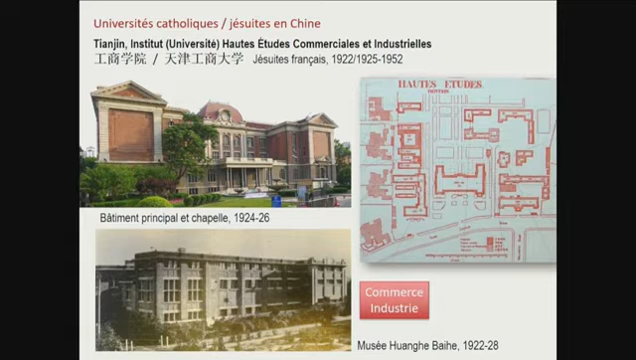 Universités catholiques / jésuites en Chine
Tianjin, Institut (Université) Hautes Études Commerciales et Industrielles
工商学院 / 天津工商大学 Jésuites français, 1922/1925-1952
HAUTES ETUDES
Bâtiment principal et chapelle, 1924-26
Commerce
Industrie
Musée Huanghe Baihe, 1922-28